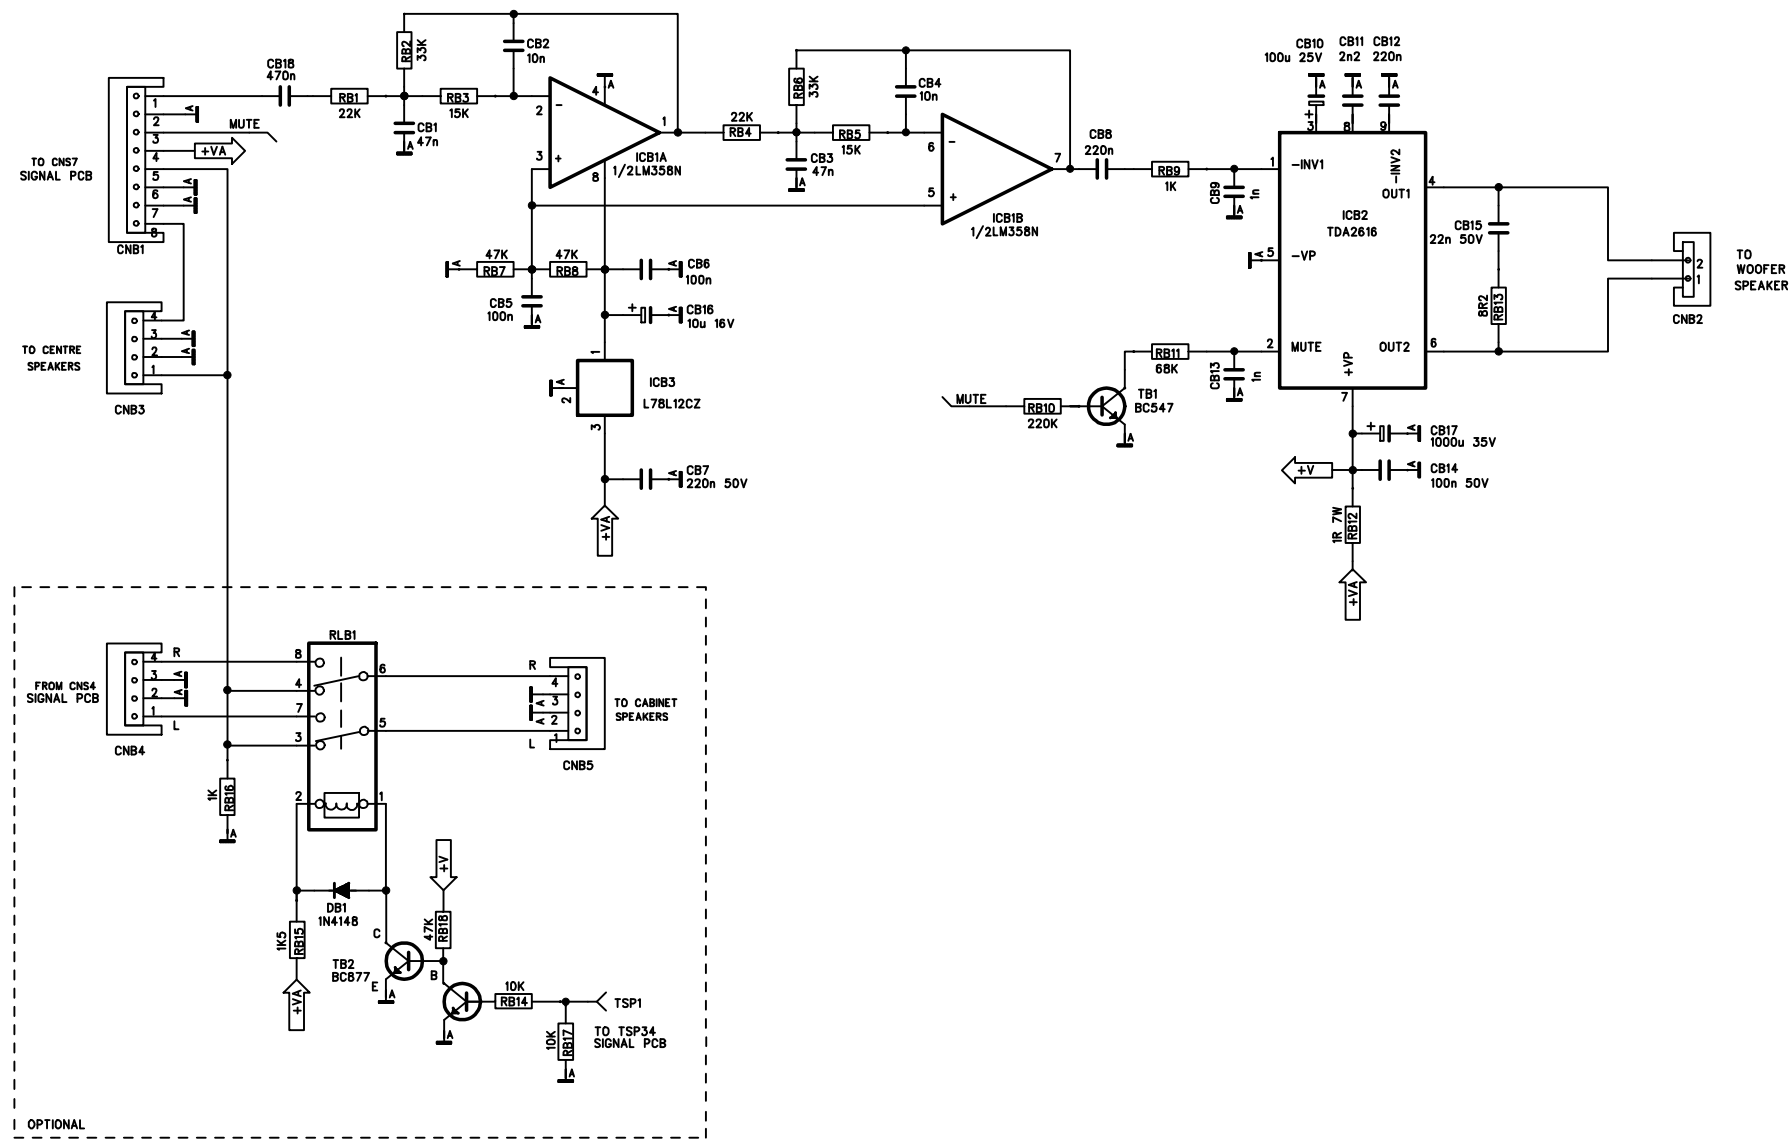 CB18
470n
RB1
22K
RB2
33K
CB1
47n
A
RB3
15K
CB2
10n
4
A
2
-
3
+
1
8
ICB1A
1/2LM358N
22K
RB4
RB6
33K
CB3
47n
A
RB5
15K
CB4
10n
6
-
5
+
7
ICB1B
1/2LM358N
CB8
220n
RB9
1K
CB9
1n
A
CB10
100u 25V
CB11
2n2
CB12
220n
A
A
A
+
3
8
9
1
-INV1
-INV2
OUT1
4
ICB2
TDA2616
A
5
-VP
2
MUTE
+VP
OUT2
6
7
CB15
22n 50V
8R2
RB13
2
1
CNB2
TO
WOOFER
SPEAKER
TO CNS7
SIGNAL PCB
1
2
3
4
5
6
7
8
A
MUTE
+VA
A
A
CNB1
TO CENTRE
SPEAKERS
4
3
2
1
A
A
CNB3
A
47K
RB7
47K
RB8
CB5
100n
A
CB6
100n
A
+
CB16
10u 16V
A
1
ICB3
L78L12CZ
A
2
3
CB7
220n 50V
A
+VA
MUTE
RB10
220K
TB1
BC547
A
RB11
68K
CB13
1n
A
+
A
CB17
1000u 35V
+V
A
CB14
100n 50V
1R 7W
RB12
+VA
RLB1
FROM CNS4
SIGNAL PCB
4
3
2
1
R
A
A
L
CNB4
8
4
7
3
6
5
2
1
R
4
3
A
2
A
1
L
CNB5
TO CABINET
SPEAKERS
1K
RB16
A
DB1
1N4148
1K5
RB15
+VA
+V
47K
RB18
C
TB2
BC877
E
B
A
A
10K
RB14
TSP1
TO TSP34
SIGNAL PCB
10K
RB17
A
OPTIONAL